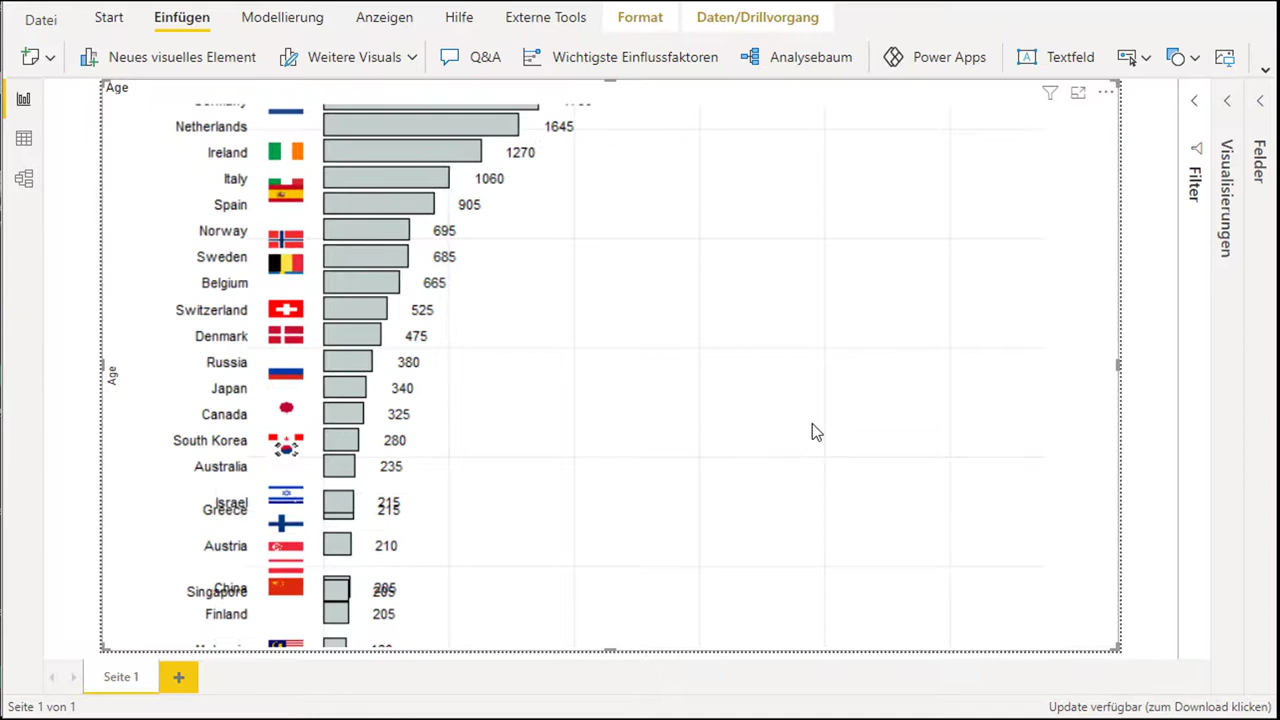 Datei Start Einfügen Modellierung Anzeigen Hilfe Externe Tools Format Daten/Drillvorgang
Neues visuelles Element Weitere Visuals Q&A Wichtigste Einflussfaktoren Analysebaum Power Apps Textfeld
Age
Germany
Netherlands 1645
Ireland 1270
Italy 1060
Spain 905
Norway 695
Sweden 685
Belgium 665
Switzerland 525
Denmark 475
Russia 380
Japan 340
Canada 325
South Korea 280
Australia 235
Israel 215
Greece 215
Austria 210
China 205
Singapore 205
Finland 205
Age
Filter
Visualisierungen
Felder
Seite 1
Seite 1 von 1
Update verfügbar (zum Download klicken)